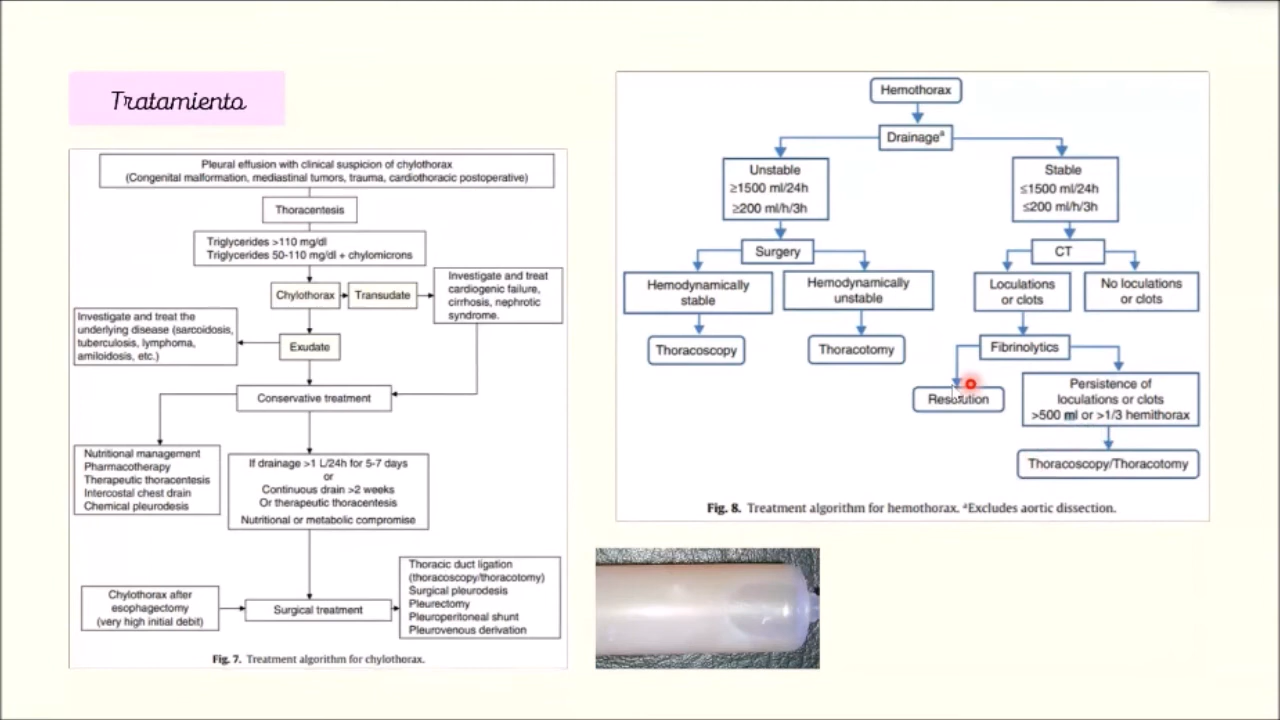 Tratamiento
Pleural effusion with clinical suspicion of chylothorax
(Congenital malformation, mediastinal tumors, trauma, cardiothoracic postoperative)
Thoracentesis
Triglycerides >110 mg/dl
Triglycerides 50-110 mg/dl + chylomicrons
Chylothorax
Transudate
Investigate and treat
cardiogenic failure,
cirrhosis, nephrotic
syndrome.
Investigate and treat the
underlying disease (sarcoidosis,
tuberculosis, lymphoma,
amiloidosis, etc.)
Exudate
Conservative treatment
Nutritional management
Pharmacotherapy
Therapeutic thoracentesis
Intercostal chest drain
Chemical pleurodesis
If drainage >1 L/24h for 5-7 days
or
Continuous drain >2 weeks
Or therapeutic thoracentesis
Nutritional or metabolic compromise
Chylothorax after
esophagectomy
(very high initial debit)
Surgical treatment
Thoracic duct ligation
(thoracoscopy/thoracotomy)
Surgical pleurodesis
Pleurectomy
Pleuroperitoneal shunt
Pleurovenous derivation
Fig. 7. Treatment algorithm for chylothorax.
Hemothorax
Drainageᵃ
Unstable
≥1500 ml/24h
≥200 ml/h/3h
Stable
≤1500 ml/24h
≤200 ml/h/3h
Surgery
CT
Hemodynamically
stable
Hemodynamically
unstable
Loculations
or clots
No loculations
or clots
Thoracoscopy
Thoracotomy
Fibrinolytics
Resolution
Persistence of
loculations or clots
>500 ml or >1/3 hemithorax
Thoracoscopy/Thoracotomy
Fig. 8. Treatment algorithm for hemothorax. ᵃExcludes aortic dissection.